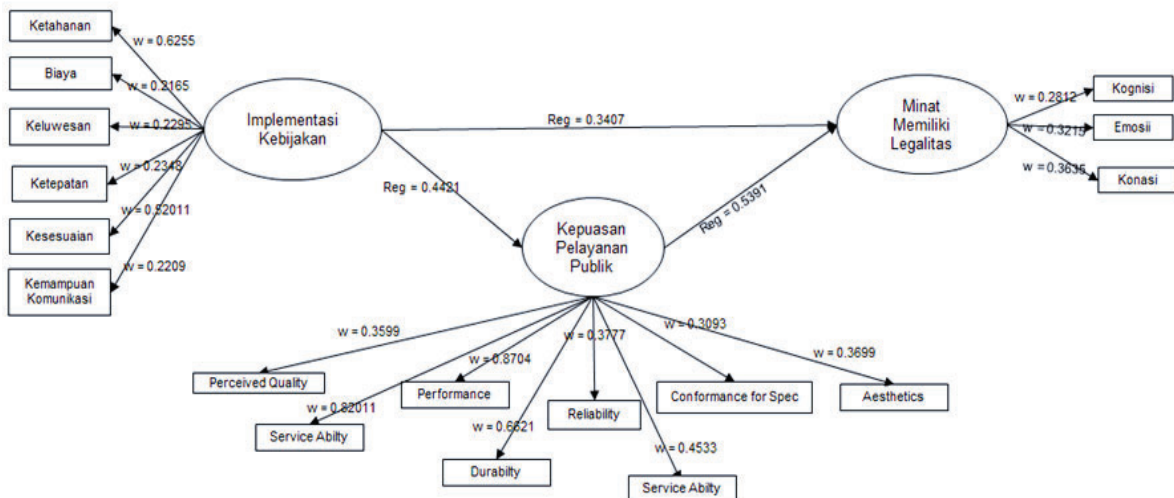 Ketahanan
w = 0.6255
Biaya
w = 0.2165
Keluwesan
w = 0.2295
Ketepatan
w = 0.2348
Kesesuaian
w = 0.52011
Kemampuan
Komunikasi
w = 0.2209
Implementasi
Kebijakan
Reg = 0.3407
Reg = 0.4421
Minat
Memiliki
Legalitas
w = 0.2812
Kognisi
w = 0.3215
Emosii
w = 0.3635
Konasi
Kepuasan
Pelayanan
Publik
Reg = 0.5391
w = 0.3599
Perceived Quality
w = 0.82011
Service Abilty
w = 0.8704
Performance
w = 0.6621
Durabilty
w = 0.3777
Reliability
w = 0.4533
Service Abilty
w = 0.3093
Conformance for Spec
w = 0.3699
Aesthetics